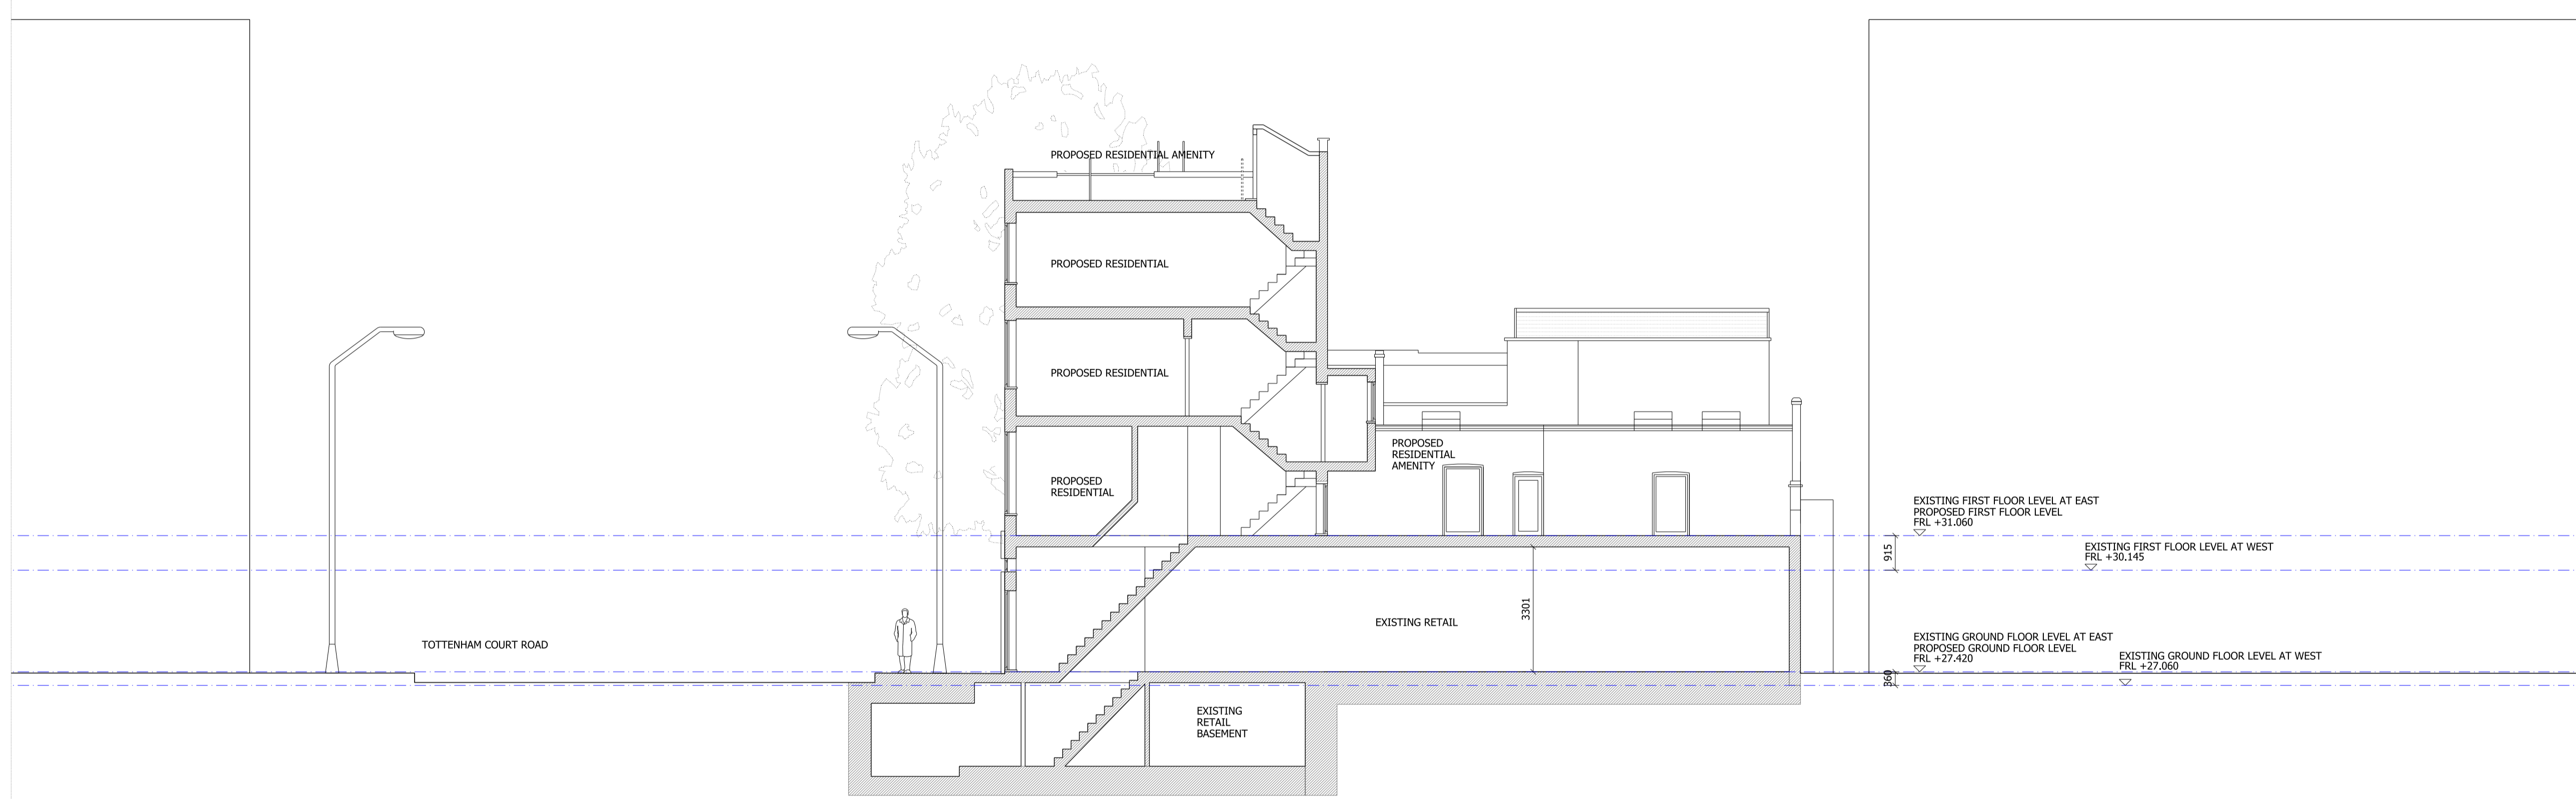 PROPOSED RESIDENTIAL AMENITY
PROPOSED RESIDENTIAL
PROPOSED RESIDENTIAL
PROPOSED
RESIDENTIAL
AMENITY
PROPOSED
RESIDENTIAL
EXISTING FIRST FLOOR LEVEL AT EAST
PROPOSED FIRST FLOOR LEVEL
FRL +31.060
915
EXISTING FIRST FLOOR LEVEL AT WEST
FRL +30.145
3301
EXISTING RETAIL
TOTTENHAM COURT ROAD
EXISTING GROUND FLOOR LEVEL AT EAST
PROPOSED GROUND FLOOR LEVEL
FRL +27.420
360
EXISTING GROUND FLOOR LEVEL AT WEST
FRL +27.060
EXISTING
RETAIL
BASEMENT